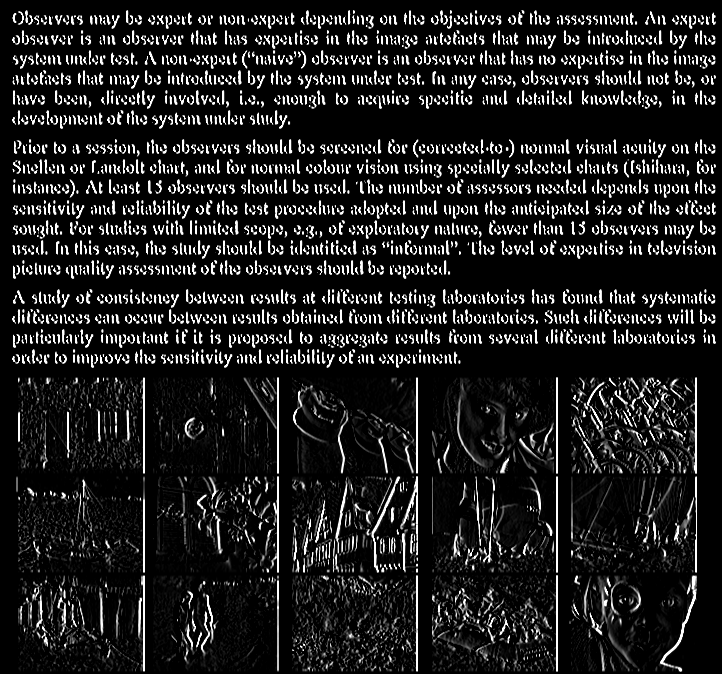 Observers may be expert or non-expert depending on the objectives of the assessment. An expert
observer is an observer that has expertise in the image artefacts that may be introduced by the
system under test. A non-expert (“naive”) observer is an observer that has no expertise in the image
artefacts that may be introduced by the system under test. In any case, observers should not be, or
have been, directly involved, i.e., enough to acquire specific and detailed knowledge, in the
development of the system under study.
Prior to a session, the observers should be screened for (corrected-to-) normal visual acuity on the
Snellen or Landolt chart, and for normal colour vision using specially selected charts (Ishihara, for
instance). At least 15 observers should be used. The number of assessors needed depends upon the
sensitivity and reliability of the test procedure adopted and upon the anticipated size of the effect
sought. For studies with limited scope, e.g., of exploratory nature, fewer than 15 observers may be
used. In this case, the study should be identified as “informal”. The level of expertise in television
picture quality assessment of the observers should be reported.
A study of consistency between results at different testing laboratories has found that systematic
differences can occur between results obtained from different laboratories. Such differences will be
particularly important if it is proposed to aggregate results from several different laboratories in
order to improve the sensitivity and reliability of an experiment.